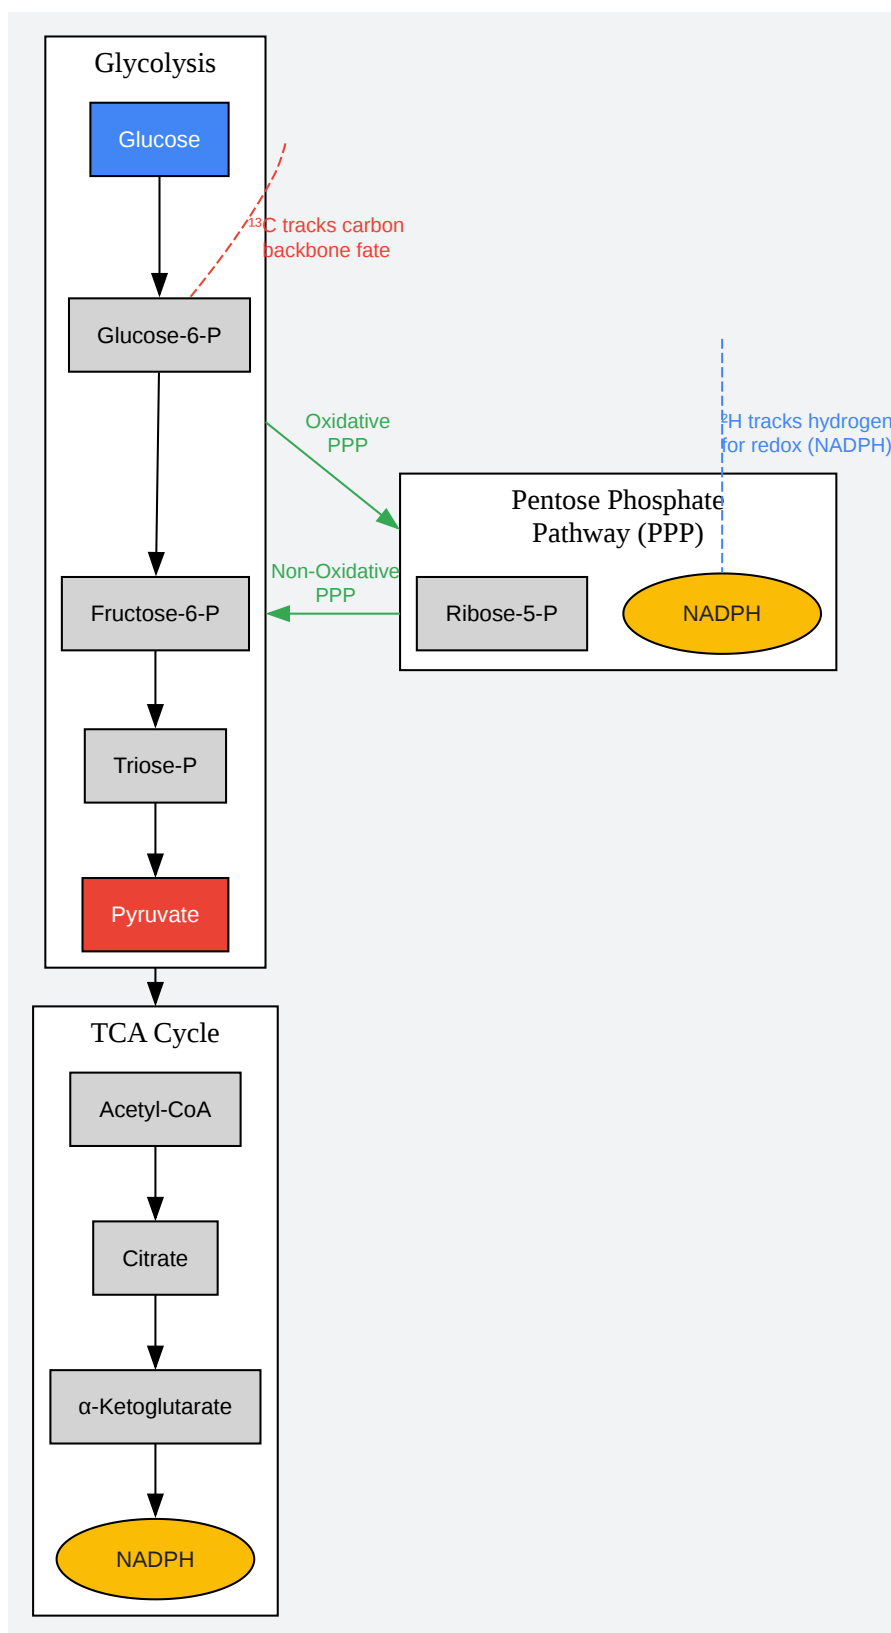 Glycolysis
Glucose
¹³C tracks carbon
backbone fate
Glucose-6-P
Oxidative
PPP
²H tracks hydrogen
for redox (NADPH)
Pentose Phosphate
Pathway (PPP)
Non-Oxidative
PPP
Fructose-6-P
Ribose-5-P
NADPH
Triose-P
Pyruvate
TCA Cycle
Acetyl-CoA
Citrate
α-Ketoglutarate
NADPH